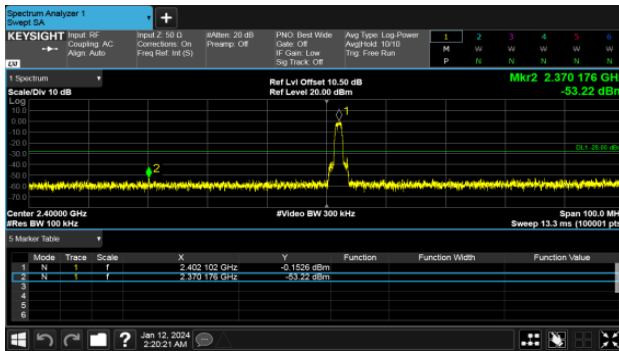 Spectrum Analyzer 1
Swept SA
+
KEYSIGHT Input: RF Input Z: 50 Ω #Atten: 20 dB PNO: Best Wide Avg Type: Log-Power 1 2 3 4 5 6
Coupling: AC Corrections: On Preamp: Off Gate: Off Avg|Hold: 10/10 M W W W W W
Align: Auto Freq Ref: Int (S) IF Gain: Low Trig: Free Run
Sig Track: Off P N N N N N
LXI
1 Spectrum Ref Lvl Offset 10.50 dB Mkr2 2.370 176 GH
Scale/Div 10 dB Ref Level 20.00 dBm -53.22 dBn
Log
10.0
0.00
-10.0
-20.0
-30.0
-40.0
-50.0
-60.0
-70.0
1
2
DL1 -20.00 dBr
Center 2.40000 GHz #Video BW 300 kHz Span 100.0 MH
#Res BW 100 kHz Sweep 13.3 ms (100001 pts
5 Marker Table
Mode Trace Scale X Y Function Function Width Function Value
1 N 1 f 2.402 102 GHz -0.1526 dBm
2 N 1 f 2.370 176 GHz -53.22 dBm
3
4
5
6
? Jan 12, 2024
2:20:21 AM